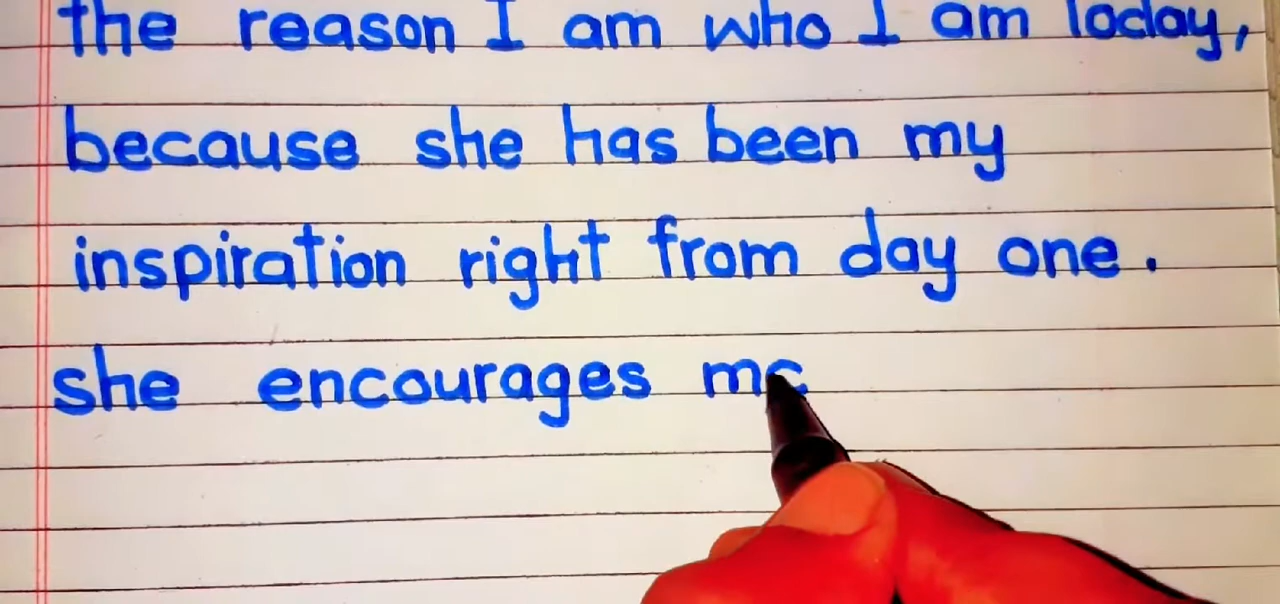 the reason I am who I am today,
because she has been my
inspiration right from day one.
she encourages me